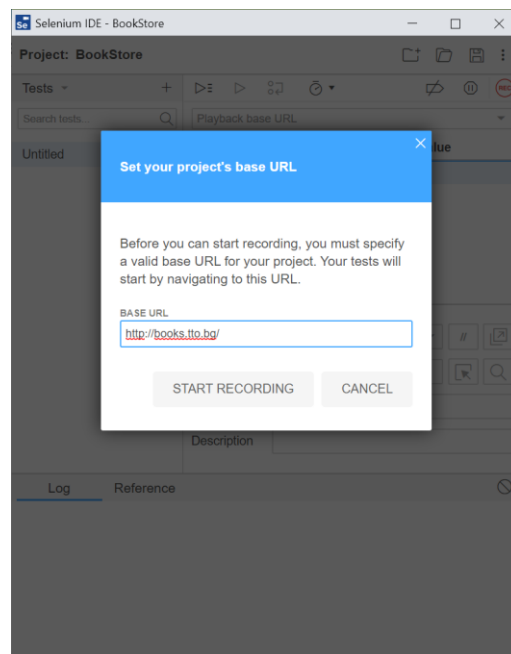 Selenium IDE - BookStore
Project: BookStore
Tests
REC
Search tests...
Playback base URL
Untitled
lue
Set your project's base URL
Before you can start recording, you must specify
a valid base URL for your project. Your tests will
start by navigating to this URL.
BASE URL
http://books.tto.bg/
START RECORDING
CANCEL
//
Description
Log
Reference